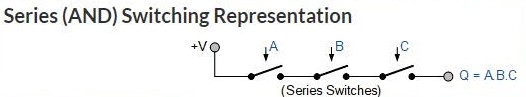 Series (AND) Switching Representation
+V A B C
Q = A.B.C
(Series Switches)